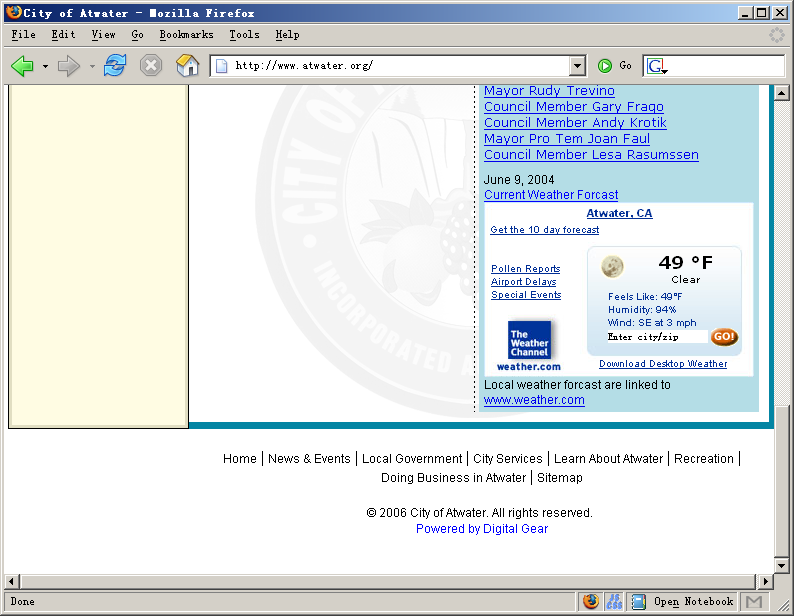 City of Atwater - Mozilla Firefox
File Edit View Go Bookmarks Tools Help
http://www.atwater.org/ Go G
Mayor Rudy Trevino
Council Member Gary Frago
Council Member Andy Krotik
Mayor Pro Tem Joan Faul
Council Member Lesa Rasumssen
June 9, 2004
Current Weather Forcast
Atwater, CA
Get the 10 day forecast
Pollen Reports
Airport Delays
Special Events
49 °F
Clear
Feels Like: 49°F
Humidity: 94%
Wind: SE at 3 mph
Enter city/zip GO!
The
Weather
Channel
weather.com
Download Desktop Weather
Local weather forcast are linked to
www.weather.com
CITY OF
INCORPORATED
Home | News & Events | Local Government | City Services | Learn About Atwater | Recreation |
Doing Business in Atwater | Sitemap
© 2006 City of Atwater. All rights reserved.
Powered by Digital Gear
Done JS CSS Open Notebook